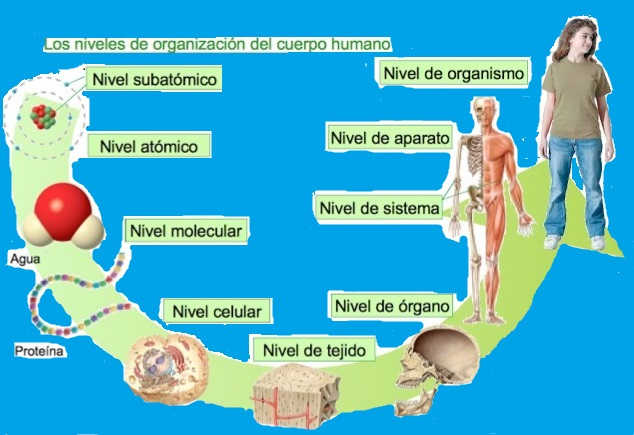 Los niveles de organización del cuerpo humano
Nivel subatómico
Nivel atómico
Nivel molecular
Agua
Proteína
Nivel celular
Nivel de tejido
Nivel de órgano
Nivel de sistema
Nivel de aparato
Nivel de organismo